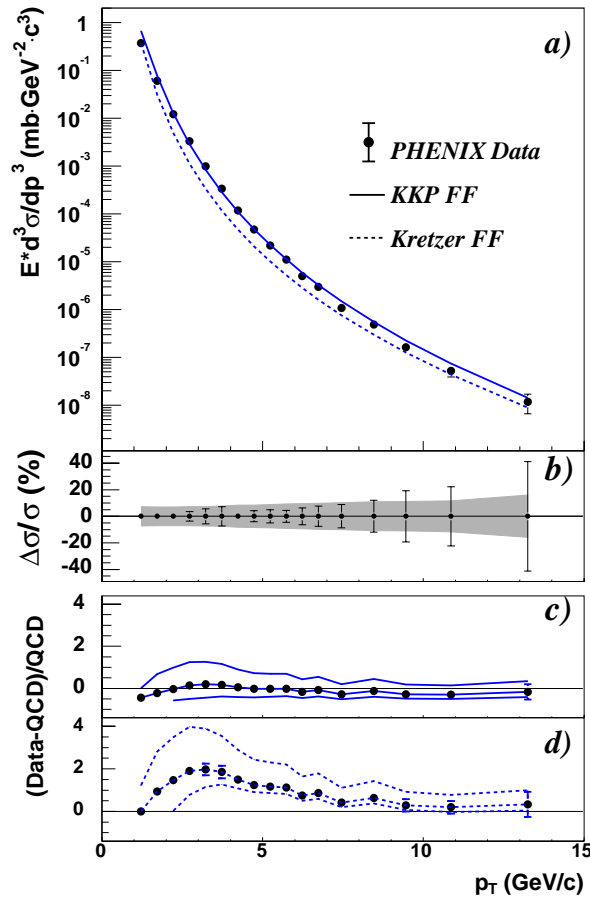 E*d³σ/dp³ (mb·GeV⁻²·c³)
1
10⁻¹
10⁻²
10⁻³
10⁻⁴
10⁻⁵
10⁻⁶
10⁻⁷
10⁻⁸
a)
PHENIX Data
KKP FF
Kretzer FF
Δσ/σ (%)
40
20
0
-20
-40
b)
(Data-QCD)/QCD
4
2
0
c)
4
2
0
d)
0 5 10 15
p_T (GeV/c)